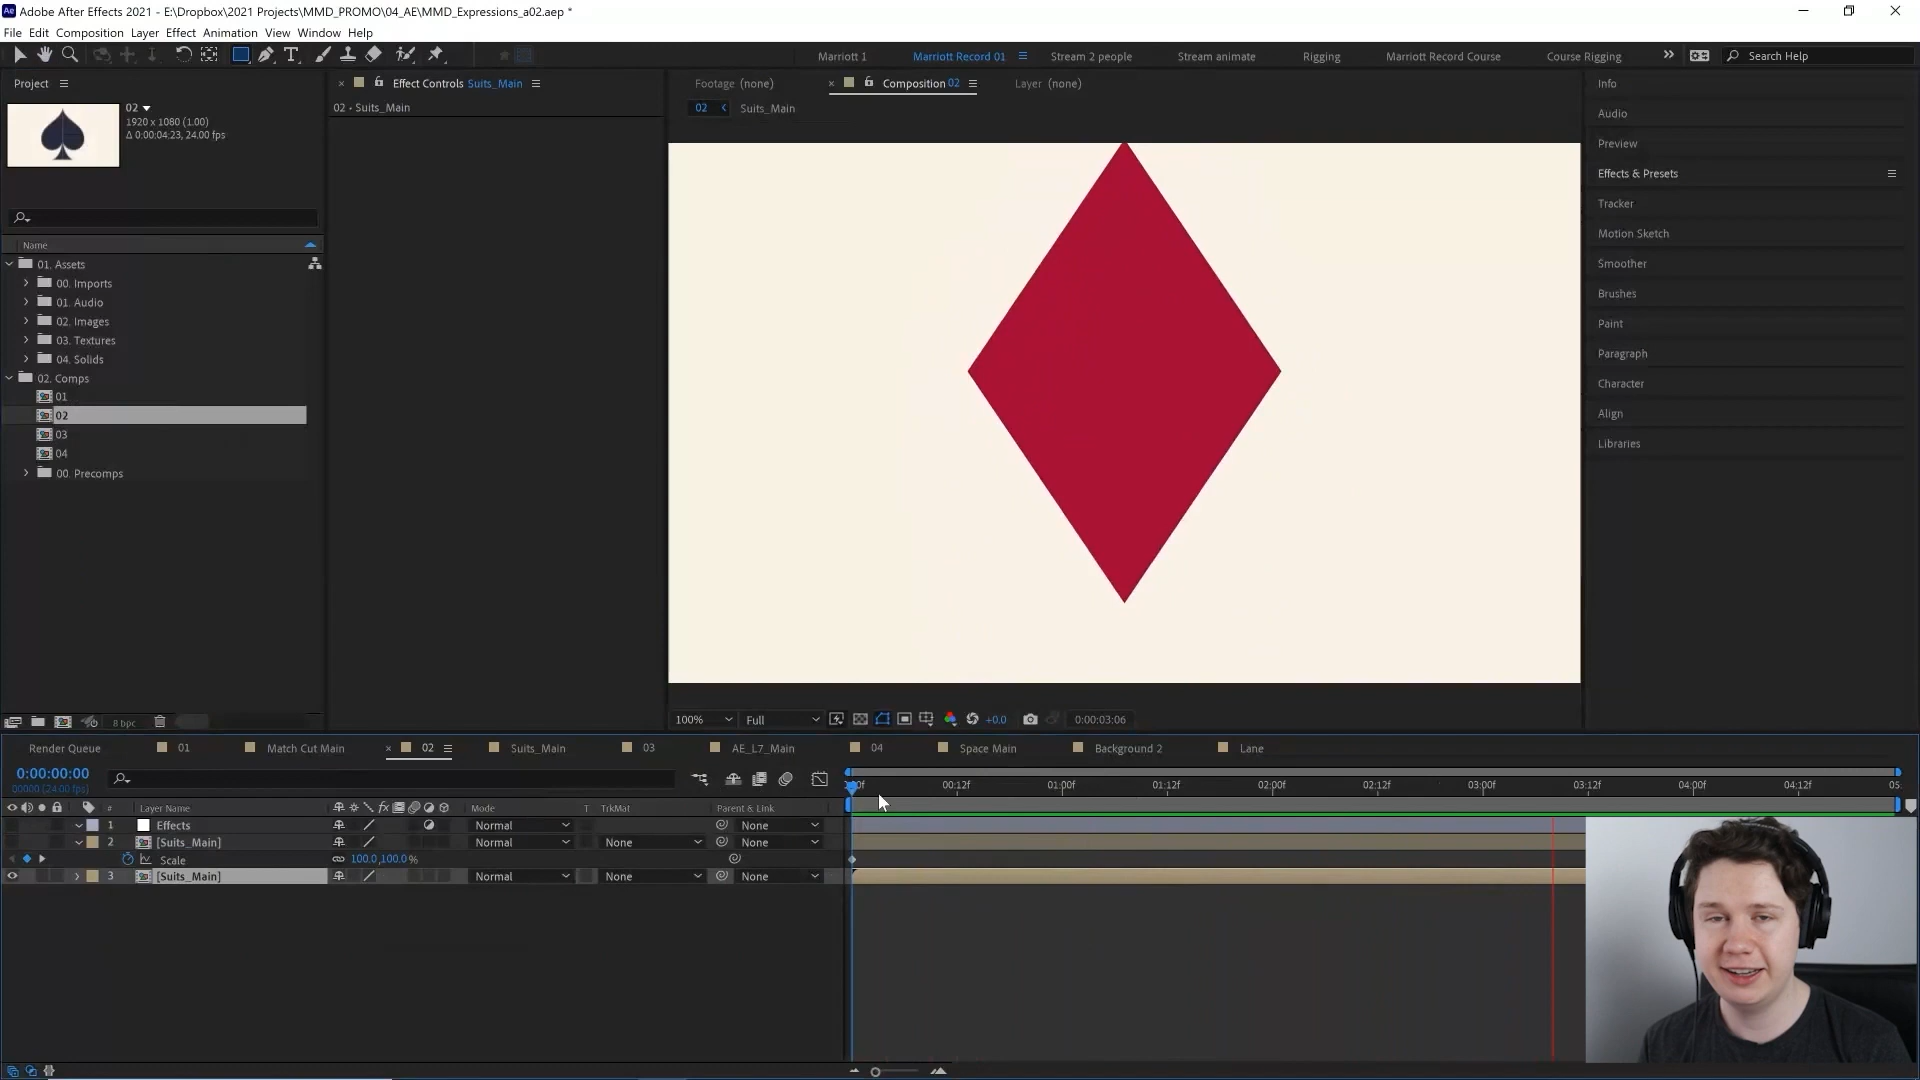 Adobe After Effects 2021 - E:\Dropbox\2021 Projects\MMD_PROMO\04_AE\MMD_Expressions_a02.aep *
File Edit Composition Layer Effect Animation View Window Help
Marriott 1 Marriott Record 01 Stream 2 people Stream animate Rigging Marriott Record Course Course Rigging Search Help
Project
Effect Controls Suits_Main
Footage (none) Composition 02 Layer (none)
Info
02
1920 x 1080 (1.00)
Δ 0:00:04:23, 24.00 fps
02 • Suits_Main
02 Suits_Main
Audio
Preview
Effects & Presets
Tracker
Motion Sketch
Smoother
Brushes
Paint
Paragraph
Character
Align
Libraries
Name
01. Assets
00. Imports
01. Audio
02. Images
03. Textures
04. Solids
02. Comps
01
02
03
04
00. Precomps
8 bpc
100% Full +0.0 0:00:03:06
Render Queue 01 Match Cut Main 02 Suits_Main 03 AE_L7_Main 04 Space Main Background 2 Lane
0:00:00:00
00000 (24.00 fps)
00:12f 01:00f 01:12f 02:00f 02:12f 03:00f 03:12f 04:00f 04:12f 05:
# Layer Name Mode T TrkMat Parent & Link
1 Effects Normal None
2 [Suits_Main] Normal None None
Scale 100.0,100.0 %
3 [Suits_Main] Normal None None